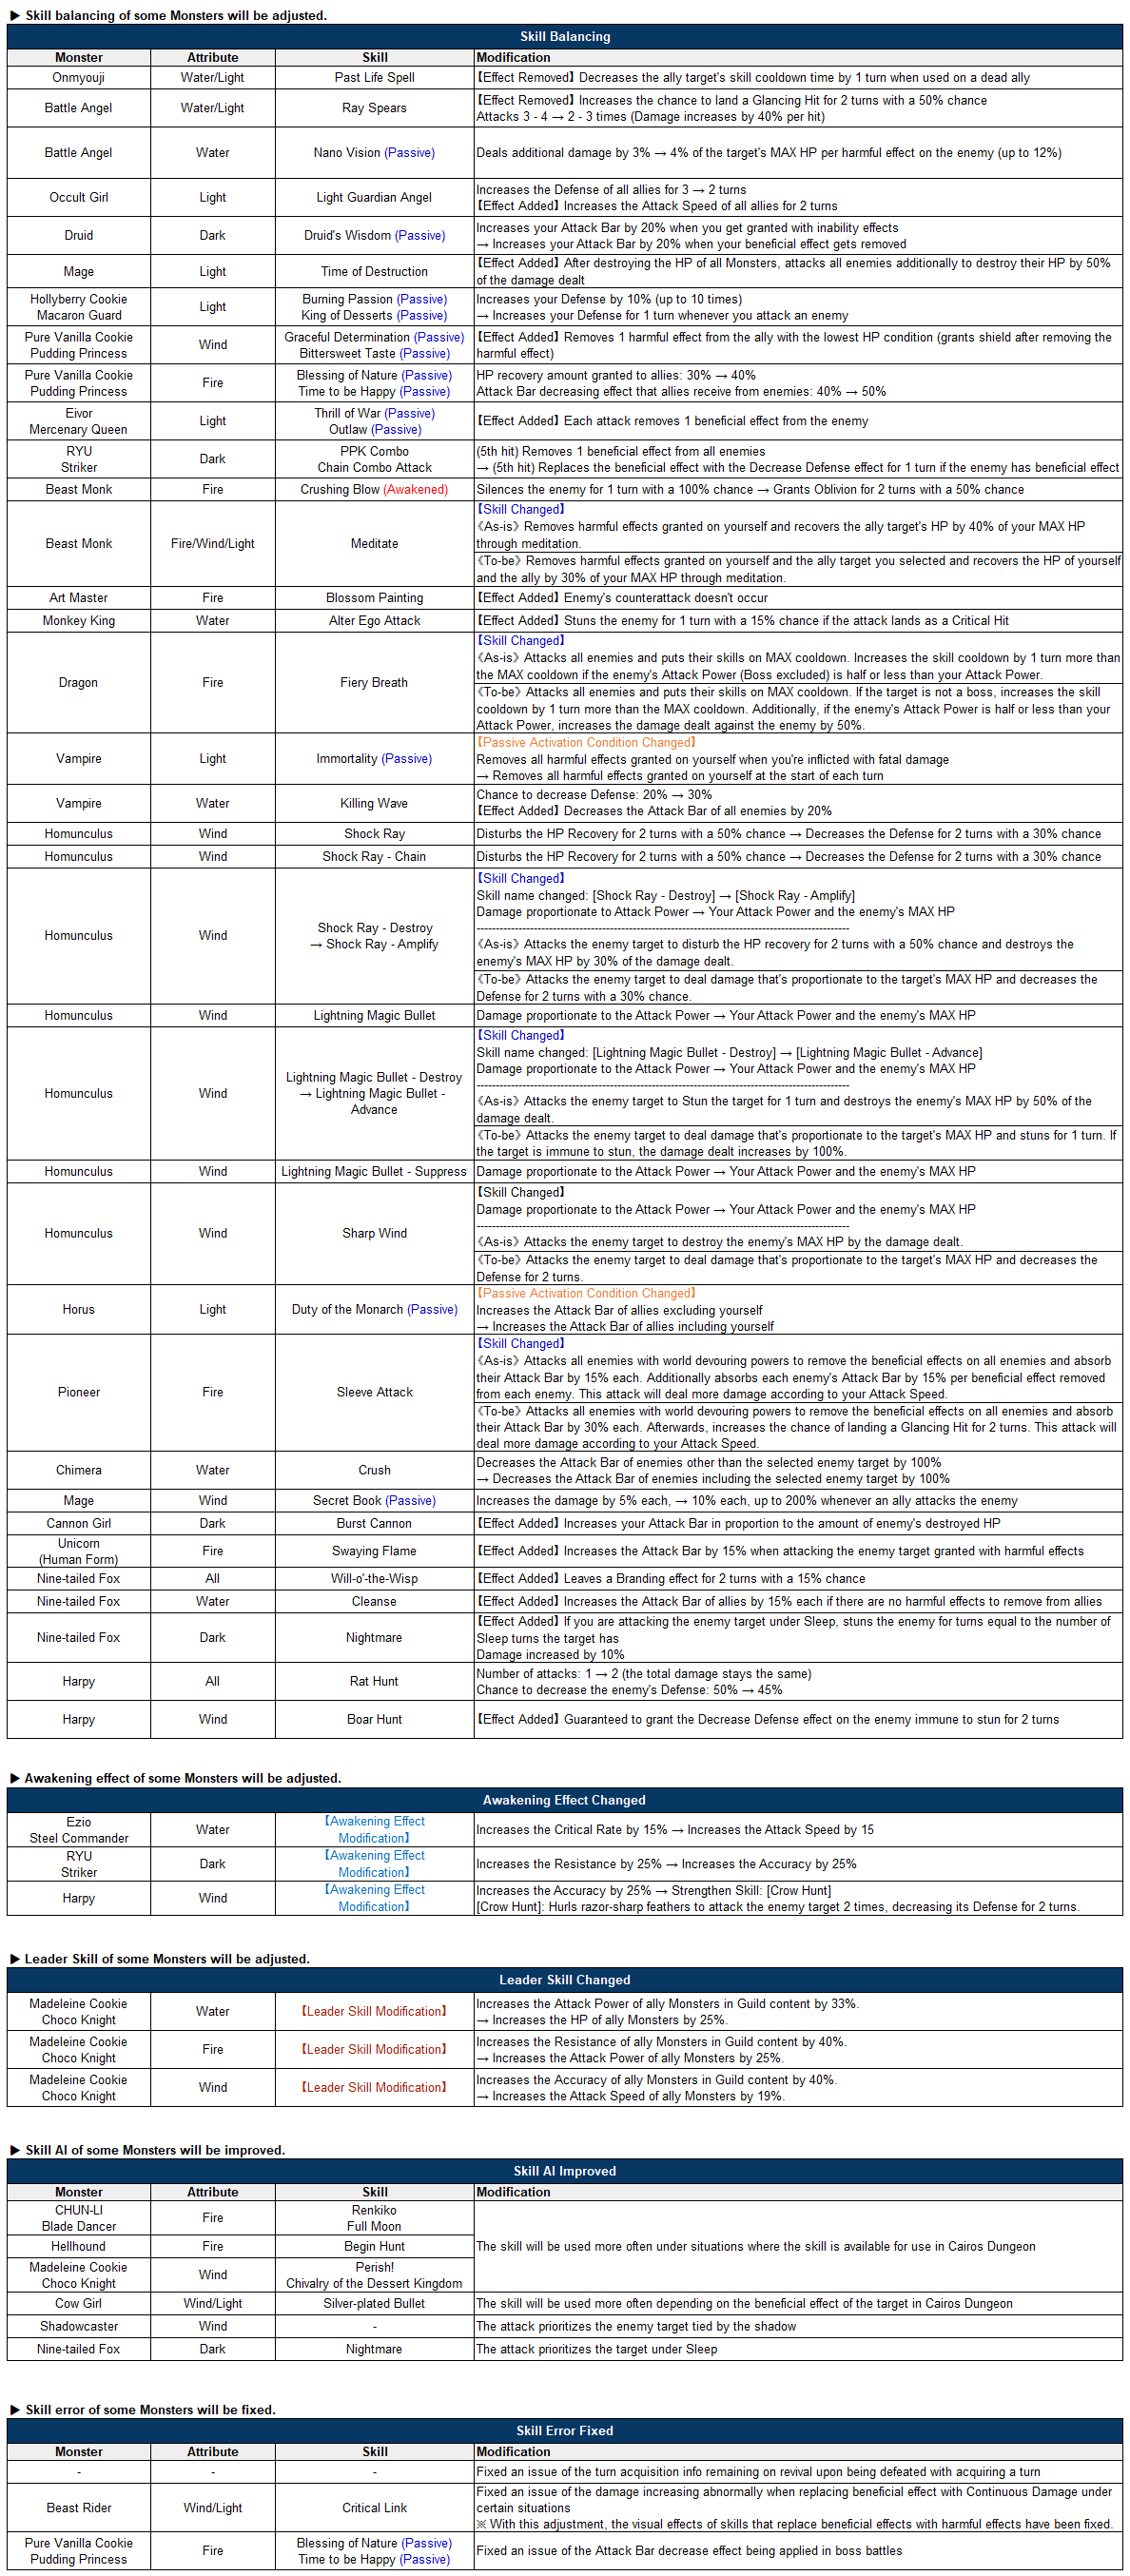 ▶ Skill balancing of some Monsters will be adjusted.
Skill Balancing
Monster Attribute Skill Modification
Onmyouji Water/Light Past Life Spell 【Effect Removed】 Decreases the ally target's skill cooldown time by 1 turn when used on a dead ally
Battle Angel Water/Light Ray Spears 【Effect Removed】 Increases the chance to land a Glancing Hit for 2 turns with a 50% chance
Attacks 3 - 4 → 2 - 3 times (Damage increases by 40% per hit)
Battle Angel Water Nano Vision (Passive) Deals additional damage by 3% → 4% of the target's MAX HP per harmful effect on the enemy (up to 12%)
Occult Girl Light Light Guardian Angel Increases the Defense of all allies for 3 → 2 turns
【Effect Added】 Increases the Attack Speed of all allies for 2 turns
Druid Dark Druid's Wisdom (Passive) Increases your Attack Bar by 20% when you get granted with inability effects
→ Increases your Attack Bar by 20% when your beneficial effect gets removed
Mage Light Time of Destruction 【Effect Added】 After destroying the HP of all Monsters, attacks all enemies additionally to destroy their HP by 50%
of the damage dealt
Hollyberry Cookie
Macaron Guard
Light
Burning Passion (Passive)
King of Desserts (Passive)
Increases your Defense by 10% (up to 10 times)
→ Increases your Defense for 1 turn whenever you attack an enemy
Pure Vanilla Cookie
Pudding Princess
Wind
Graceful Determination (Passive)
Bittersweet Taste (Passive)
【Effect Added】 Removes 1 harmful effect from the ally with the lowest HP condition (grants shield after removing the
harmful effect)
Pure Vanilla Cookie
Pudding Princess
Fire
Blessing of Nature (Passive)
Time to be Happy (Passive)
HP recovery amount granted to allies: 30% → 40%
Attack Bar decreasing effect that allies receive from enemies: 40% → 50%
Eivor
Mercenary Queen
Light
Thrill of War (Passive)
Outlaw (Passive)
【Effect Added】 Each attack removes 1 beneficial effect from the enemy
RYU
Striker
Dark
PPK Combo
Chain Combo Attack
(5th hit) Removes 1 beneficial effect from all enemies
→ (5th hit) Replaces the beneficial effect with the Decrease Defense effect for 1 turn if the enemy has beneficial effect
Beast Monk Fire Crushing Blow (Awakened) Silences the enemy for 1 turn with a 100% chance → Grants Oblivion for 2 turns with a 50% chance
Beast Monk Fire/Wind/Light Meditate
【Skill Changed】
《As-is》 Removes harmful effects granted on yourself and recovers the ally target's HP by 40% of your MAX HP
through meditation.
《To-be》 Removes harmful effects granted on yourself and the ally target you selected and recovers the HP of yourself
and the ally by 30% of your MAX HP through meditation.
Art Master Fire Blossom Painting 【Effect Added】 Enemy's counterattack doesn't occur
Monkey King Water Alter Ego Attack 【Effect Added】 Stuns the enemy for 1 turn with a 15% chance if the attack lands as a Critical Hit
Dragon Fire Fiery Breath
【Skill Changed】
《As-is》 Attacks all enemies and puts their skills on MAX cooldown. Increases the skill cooldown by 1 turn more than
the MAX cooldown if the enemy's Attack Power (Boss excluded) is half or less than your Attack Power.
《To-be》 Attacks all enemies and puts their skills on MAX cooldown. If the target is not a boss, increases the skill
cooldown by 1 turn more than the MAX cooldown. Additionally, if the enemy's Attack Power is half or less than your
Attack Power, increases the damage dealt against the enemy by 50%.
Vampire Light Immortality (Passive)
【Passive Activation Condition Changed】
Removes all harmful effects granted on yourself when you're inflicted with fatal damage
→ Removes all harmful effects granted on yourself at the start of each turn
Vampire Water Killing Wave
Chance to decrease Defense: 20% → 30%
【Effect Added】 Decreases the Attack Bar of all enemies by 20%
Homunculus Wind Shock Ray Disturbs the HP Recovery for 2 turns with a 50% chance → Decreases the Defense for 2 turns with a 30% chance
Homunculus Wind Shock Ray - Chain Disturbs the HP Recovery for 2 turns with a 50% chance → Decreases the Defense for 2 turns with a 30% chance
Homunculus Wind
Shock Ray - Destroy
→ Shock Ray - Amplify
【Skill Changed】
Skill name changed: [Shock Ray - Destroy] → [Shock Ray - Amplify]
Damage proportionate to Attack Power → Your Attack Power and the enemy's MAX HP
--------------------------------------------------
《As-is》 Attacks the enemy target to disturb the HP recovery for 2 turns with a 50% chance and destroys the
enemy's MAX HP by 30% of the damage dealt.
《To-be》 Attacks the enemy target to deal damage that's proportionate to the target's MAX HP and decreases the
Defense for 2 turns with a 30% chance.
Homunculus Wind Lightning Magic Bullet Damage proportionate to the Attack Power → Your Attack Power and the enemy's MAX HP
Homunculus Wind
Lightning Magic Bullet - Destroy
→ Lightning Magic Bullet -
Advance
【Skill Changed】
Skill name changed: [Lightning Magic Bullet - Destroy] → [Lightning Magic Bullet - Advance]
Damage proportionate to the Attack Power → Your Attack Power and the enemy's MAX HP
--------------------------------------------------
《As-is》 Attacks the enemy target to Stun the target for 1 turn and destroys the enemy's MAX HP by 50% of the
damage dealt.
《To-be》 Attacks the enemy target to deal damage that's proportionate to the target's MAX HP and stuns for 1 turn. If
the target is immune to stun, the damage dealt increases by 100%.
Homunculus Wind Lightning Magic Bullet - Suppress Damage proportionate to the Attack Power → Your Attack Power and the enemy's MAX HP
Homunculus Wind Sharp Wind
【Skill Changed】
Damage proportionate to the Attack Power → Your Attack Power and the enemy's MAX HP
--------------------------------------------------
《As-is》 Attacks the enemy target to destroy the enemy's MAX HP by the damage dealt.
《To-be》 Attacks the enemy target to deal damage that's proportionate to the target's MAX HP and decreases the
Defense for 2 turns.
Horus Light Duty of the Monarch (Passive)
【Passive Activation Condition Changed】
Increases the Attack Bar of allies excluding yourself
→ Increases the Attack Bar of allies including yourself
Pioneer Fire Sleeve Attack
【Skill Changed】
《As-is》 Attacks all enemies with world devouring powers to remove the beneficial effects on all enemies and absorb
their Attack Bar by 15% each. Additionally absorbs each enemy's Attack Bar by 15% per beneficial effect removed
from each enemy. This attack will deal more damage according to your Attack Speed.
《To-be》 Attacks all enemies with world devouring powers to remove the beneficial effects on all enemies and absorb
their Attack Bar by 30% each. Afterwards, increases the chance of landing a Glancing Hit for 2 turns. This attack will
deal more damage according to your Attack Speed.
Chimera Water Crush
Decreases the Attack Bar of enemies other than the selected enemy target by 100%
→ Decreases the Attack Bar of enemies including the selected enemy target by 100%
Mage Wind Secret Book (Passive) Increases the damage by 5% each, → 10% each, up to 200% whenever an ally attacks the enemy
Cannon Girl Dark Burst Cannon 【Effect Added】 Increases your Attack Bar in proportion to the amount of enemy's destroyed HP
Unicorn
(Human Form)
Fire Swaying Flame 【Effect Added】 Increases the Attack Bar by 15% when attacking the enemy target granted with harmful effects
Nine-tailed Fox All Will-o'-the-Wisp 【Effect Added】 Leaves a Branding effect for 2 turns with a 15% chance
Nine-tailed Fox Water Cleanse 【Effect Added】 Increases the Attack Bar of allies by 15% each if there are no harmful effects to remove from allies
Nine-tailed Fox Dark Nightmare
【Effect Added】 If you are attacking the enemy target under Sleep, stuns the enemy for turns equal to the number of
Sleep turns the target has
Damage increased by 10%
Harpy All Rat Hunt
Number of attacks: 1 → 2 (the total damage stays the same)
Chance to decrease the enemy's Defense: 50% → 45%
Harpy Wind Boar Hunt 【Effect Added】 Guaranteed to grant the Decrease Defense effect on the enemy immune to stun for 2 turns
▶ Awakening effect of some Monsters will be adjusted.
Awakening Effect Changed
Ezio
Steel Commander
Water
【Awakening Effect
Modification】
Increases the Critical Rate by 15% → Increases the Attack Speed by 15
RYU
Striker
Dark
【Awakening Effect
Modification】
Increases the Resistance by 25% → Increases the Accuracy by 25%
Harpy Wind
【Awakening Effect
Modification】
Increases the Accuracy by 25% → Strengthen Skill: [Crow Hunt]
[Crow Hunt]: Hurls razor-sharp feathers to attack the enemy target 2 times, decreasing its Defense for 2 turns.
▶ Leader Skill of some Monsters will be adjusted.
Leader Skill Changed
Madeleine Cookie
Choco Knight
Water 【Leader Skill Modification】
Increases the Attack Power of ally Monsters in Guild content by 33%.
→ Increases the HP of ally Monsters by 25%.
Madeleine Cookie
Choco Knight
Fire 【Leader Skill Modification】
Increases the Resistance of ally Monsters in Guild content by 40%.
→ Increases the Attack Power of ally Monsters by 25%.
Madeleine Cookie
Choco Knight
Wind 【Leader Skill Modification】
Increases the Accuracy of ally Monsters in Guild content by 40%.
→ Increases the Attack Speed of ally Monsters by 19%.
▶ Skill AI of some Monsters will be improved.
Skill AI Improved
Monster Attribute Skill Modification
CHUN-LI
Blade Dancer
Fire
Renkiko
Full Moon
Hellhound Fire Begin Hunt The skill will be used more often under situations where the skill is available for use in Cairos Dungeon
Madeleine Cookie
Choco Knight
Wind
Perish!
Chivalry of the Dessert Kingdom
Cow Girl Wind/Light Silver-plated Bullet The skill will be used more often depending on the beneficial effect of the target in Cairos Dungeon
Shadowcaster Wind - The attack prioritizes the enemy target tied by the shadow
Nine-tailed Fox Dark Nightmare The attack prioritizes the target under Sleep
▶ Skill error of some Monsters will be fixed.
Skill Error Fixed
Monster Attribute Skill Modification
- - - Fixed an issue of the turn acquisition info remaining on revival upon being defeated with acquiring a turn
Beast Rider Wind/Light Critical Link
Fixed an issue of the damage increasing abnormally when replacing beneficial effect with Continuous Damage under
certain situations
※ With this adjustment, the visual effects of skills that replace beneficial effects with harmful effects have been fixed.
Pure Vanilla Cookie
Pudding Princess
Fire
Blessing of Nature (Passive)
Time to be Happy (Passive)
Fixed an issue of the Attack Bar decrease effect being applied in boss battles